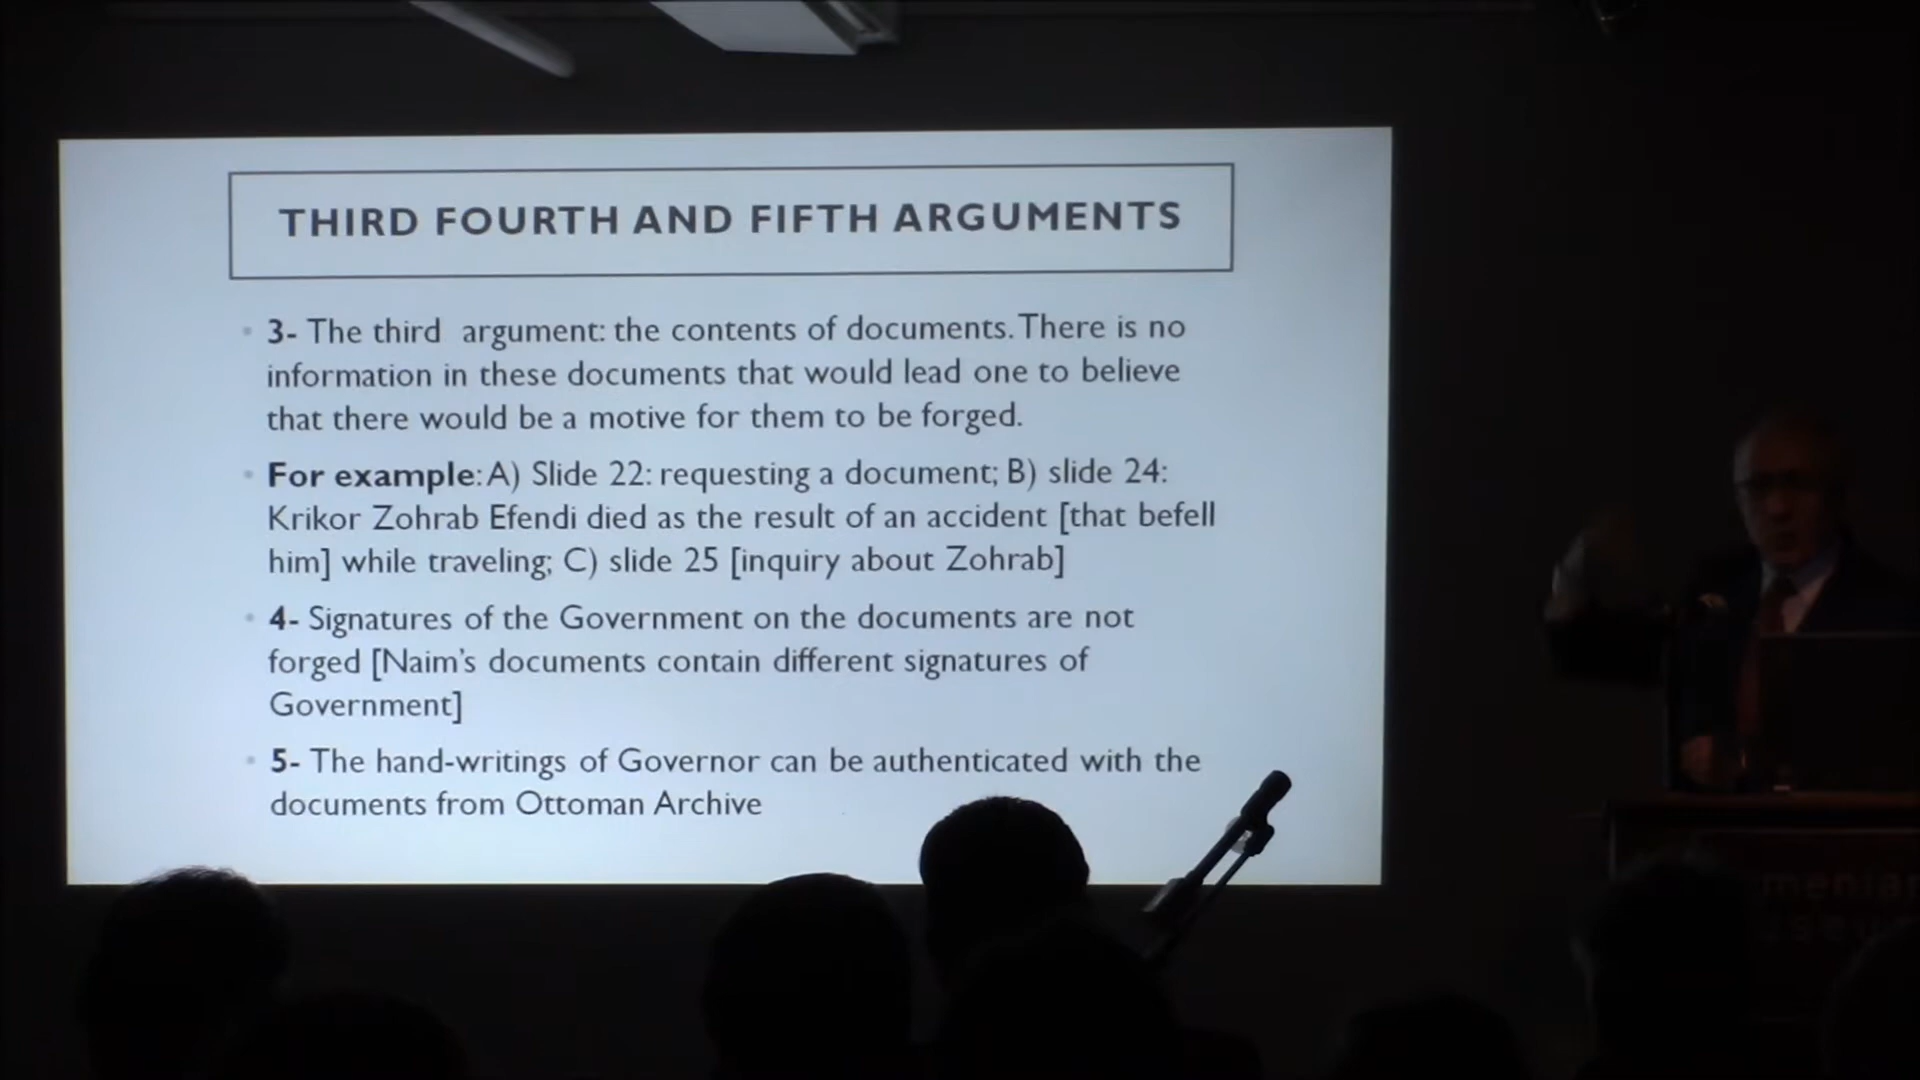 THIRD FOURTH AND FIFTH ARGUMENTS
• 3- The third argument: the contents of documents. There is no
information in these documents that would lead one to believe
that there would be a motive for them to be forged.
• For example: A) Slide 22: requesting a document; B) slide 24:
Krikor Zohrab Efendi died as the result of an accident [that befell
him] while traveling; C) slide 25 [inquiry about Zohrab]
• 4- Signatures of the Government on the documents are not
forged [Naim's documents contain different signatures of
Government]
• 5- The hand-writings of Governor can be authenticated with the
documents from Ottoman Archive